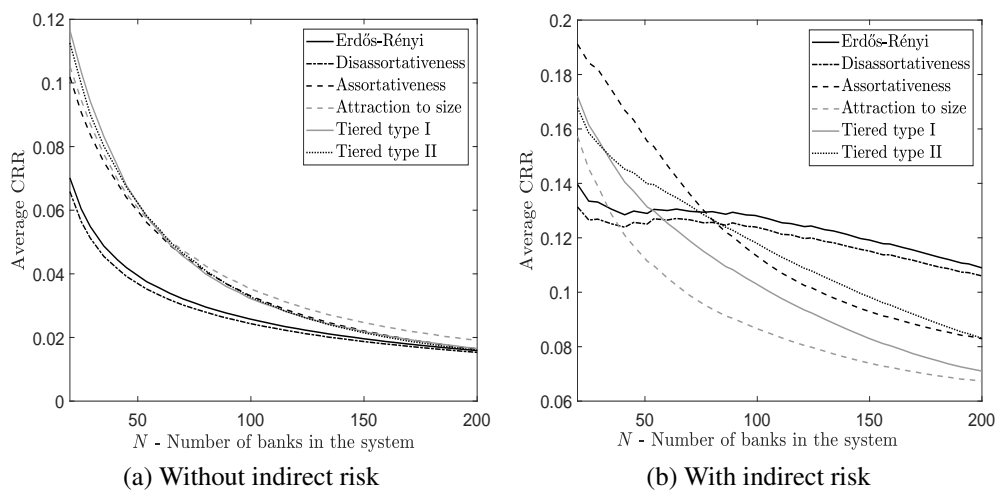 0.12
0.1
0.08
0.06
0.04
0.02
0
Average CRR
50
100
150
200
N - Number of banks in the system
Erdős-Rényi
Disassortativeness
Assortativeness
Attraction to size
Tiered type I
Tiered type II
(a) Without indirect risk
0.2
0.18
0.16
0.14
0.12
0.1
0.08
0.06
Average CRR
50
100
150
200
N - Number of banks in the system
Erdős-Rényi
Disassortativeness
Assortativeness
Attraction to size
Tiered type I
Tiered type II
(b) With indirect risk